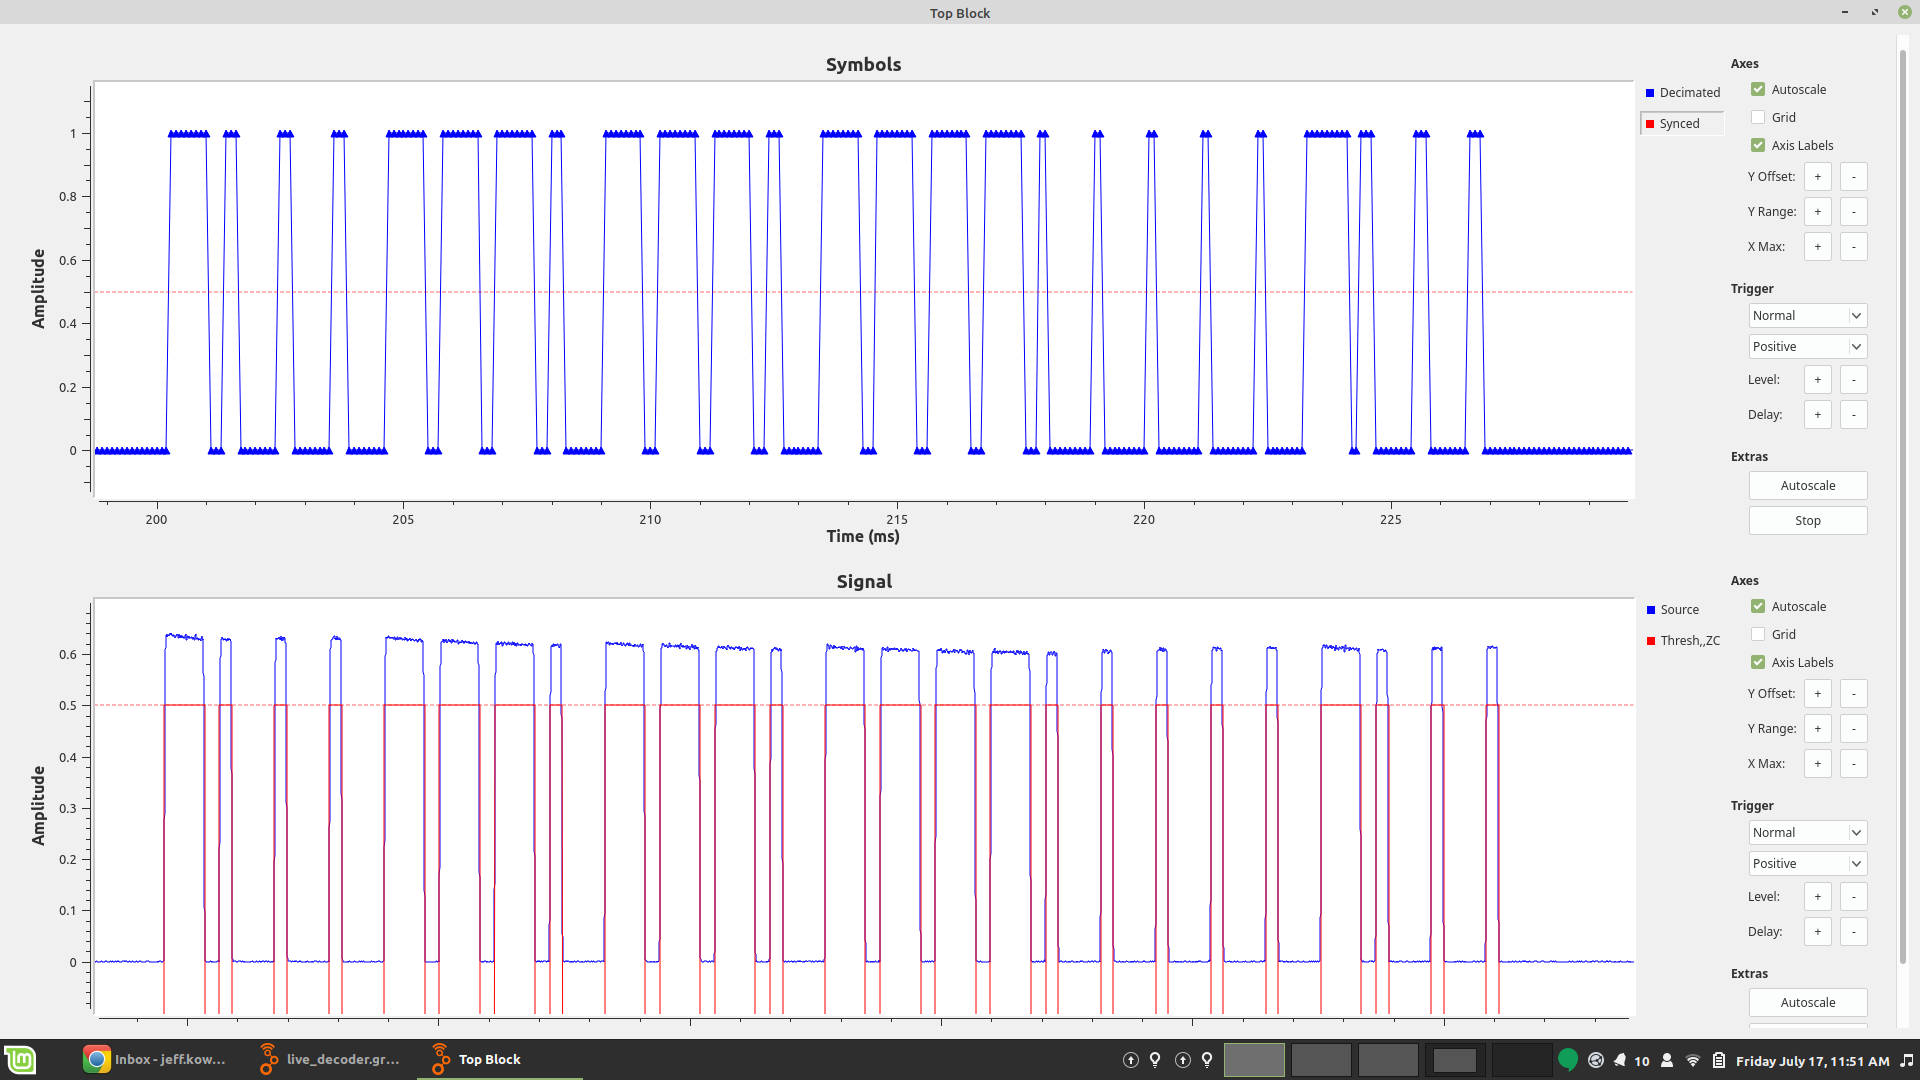 Top Block
Symbols
Amplitude
1
0.8
0.6
0.4
0.2
0
200
205
210
215
220
225
Time (ms)
Decimated
Synced
Axes
Autoscale
Grid
Axis Labels
Y Offset: + -
Y Range: + -
X Max: + -
Trigger
Normal
Positive
Level: + -
Delay: + -
Extras
Autoscale
Stop
Signal
Amplitude
0.6
0.5
0.4
0.3
0.2
0.1
0
Source
Thresh,,ZC
Axes
Autoscale
Grid
Axis Labels
Y Offset: + -
Y Range: + -
X Max: + -
Trigger
Normal
Positive
Level: + -
Delay: + -
Extras
Autoscale
Inbox - jeff.kow...
live_decoder.gr...
Top Block
10
Friday July 17, 11:51 AM